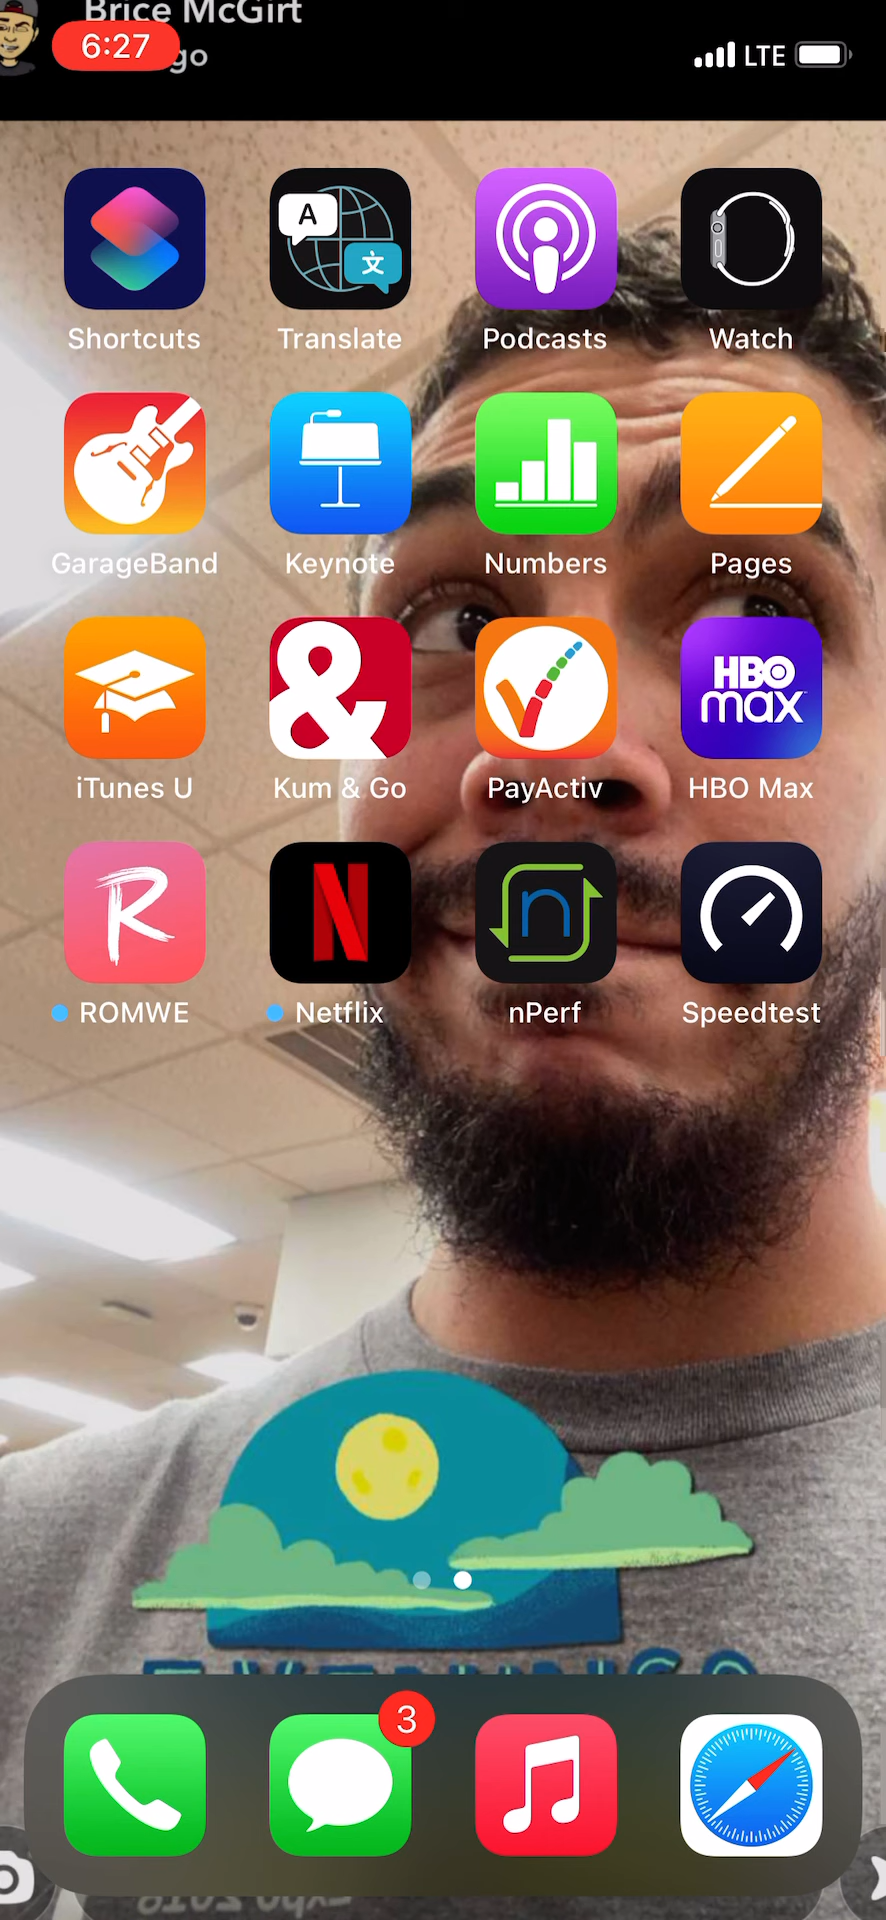 Brice McGirt
6:27
go
LTE
A
文
Shortcuts
Translate
Podcasts
Watch
GarageBand
Keynote
Numbers
Pages
&
HBO
max
iTunes U
Kum & Go
PayActiv
HBO Max
R
N
n
ROMWE
Netflix
nPerf
Speedtest
3